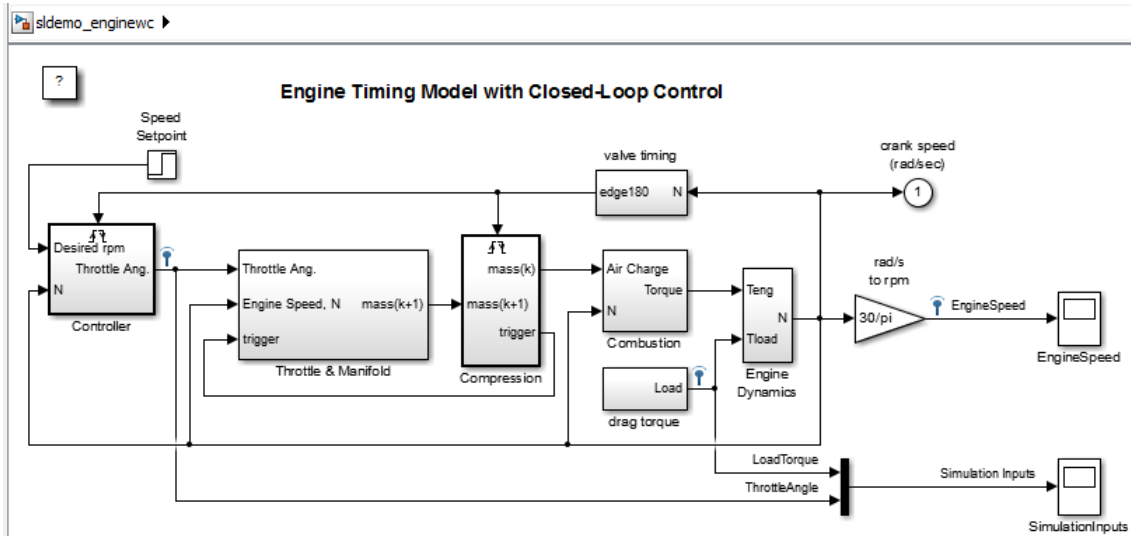 sldemo_enginewc
?
Engine Timing Model with Closed-Loop Control
Speed
Setpoint
valve timing
edge180 N
crank speed
(rad/sec)
1
Desired rpm
Throttle Ang.
N
Controller
Throttle Ang.
Engine Speed, N mass(k+1)
trigger
Throttle & Manifold
mass(k)
mass(k+1)
trigger
Compression
Air Charge
Torque
N
Combustion
Load
drag torque
Teng
N
Tload
Engine
Dynamics
rad/s
to rpm
30/pi
EngineSpeed
EngineSpeed
LoadTorque
ThrottleAngle
Simulation Inputs
SimulationInputs